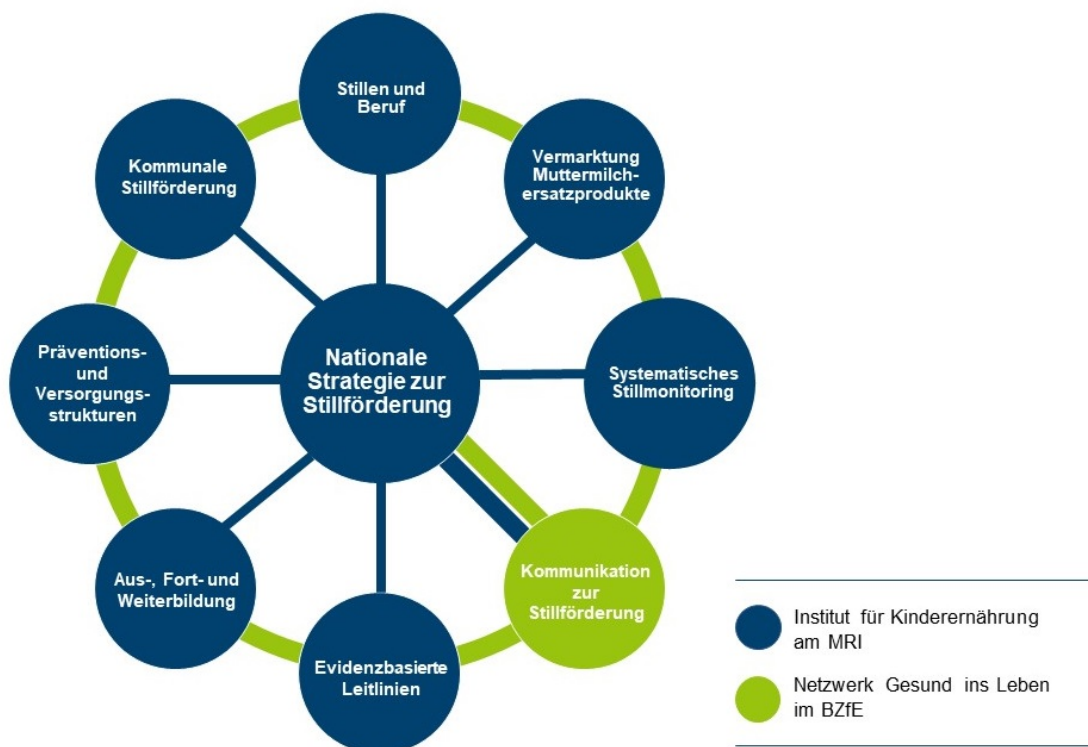 Stillen und
Beruf
Vermarktung
Muttermilch-
ersatzprodukte
Systematisches
Stillmonitoring
Kommunikation
zur
Stillförderung
Evidenzbasierte
Leitlinien
Aus-, Fort- und
Weiterbildung
Präventions-
und
Versorgungs-
strukturen
Kommunale
Stillförderung
Nationale
Strategie zur
Stillförderung
Institut für Kinderernährung
am MRI
Netzwerk Gesund ins Leben
im BZfE